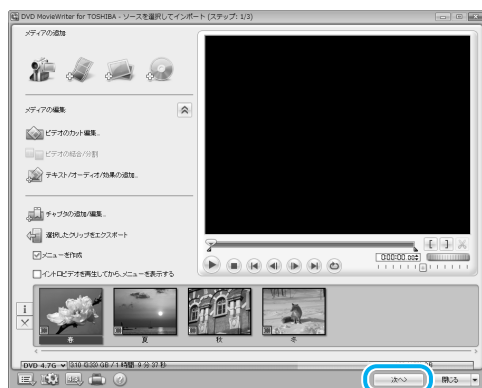 DVD MovieWriter for TOSHIBA - ソースを選択してインポート (ステップ: 1/3)
メディアの追加
メディアの編集
ビデオのカット編集..
ビデオの結合/分割
テキスト/オーディオ/効果の追加..
チャプタの追加/編集..
選択したクリップをエクスポート
メニューを作成
イントロビデオを再生してから、メニューを表示する
0:00:00.00
春
夏
秋
冬
DVD 4.7G
次へ>
閉じる